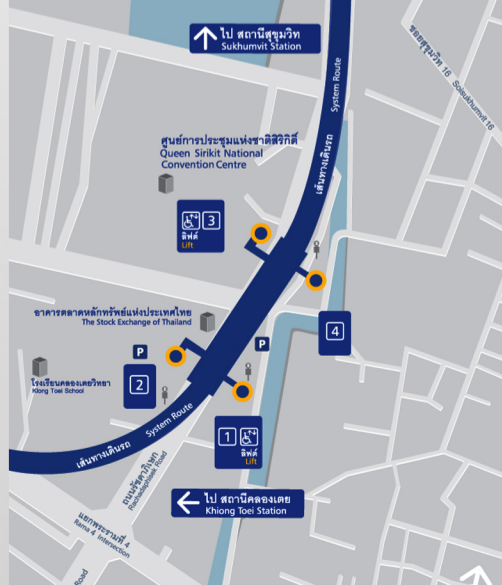 ไป สถานีสุขุมวิท
Sukhumvit Station
ซอยสุขุมวิท 16
Soisukhumvit 16
System Route
เส้นทางเดินรถ
ศูนย์การประชุมแห่งชาติสิริกิติ์
Queen Sirikit National
Convention Centre
3
ลิฟต์
Lift
อาคารตลาดหลักทรัพย์แห่งประเทศไทย
The Stock Exchange of Thailand
4
P
P
โรงเรียนคลองเตยวิทยา
Klong Toei School
2
1
ลิฟต์
Lift
เส้นทางเดินรถ
System Route
ถนนรัชดาภิเษก
Rachadaphisek Road
ไป สถานีคลองเตย
Khlong Toei Station
แยกพระรามที่ 4
Rama 4 Intersection
Road